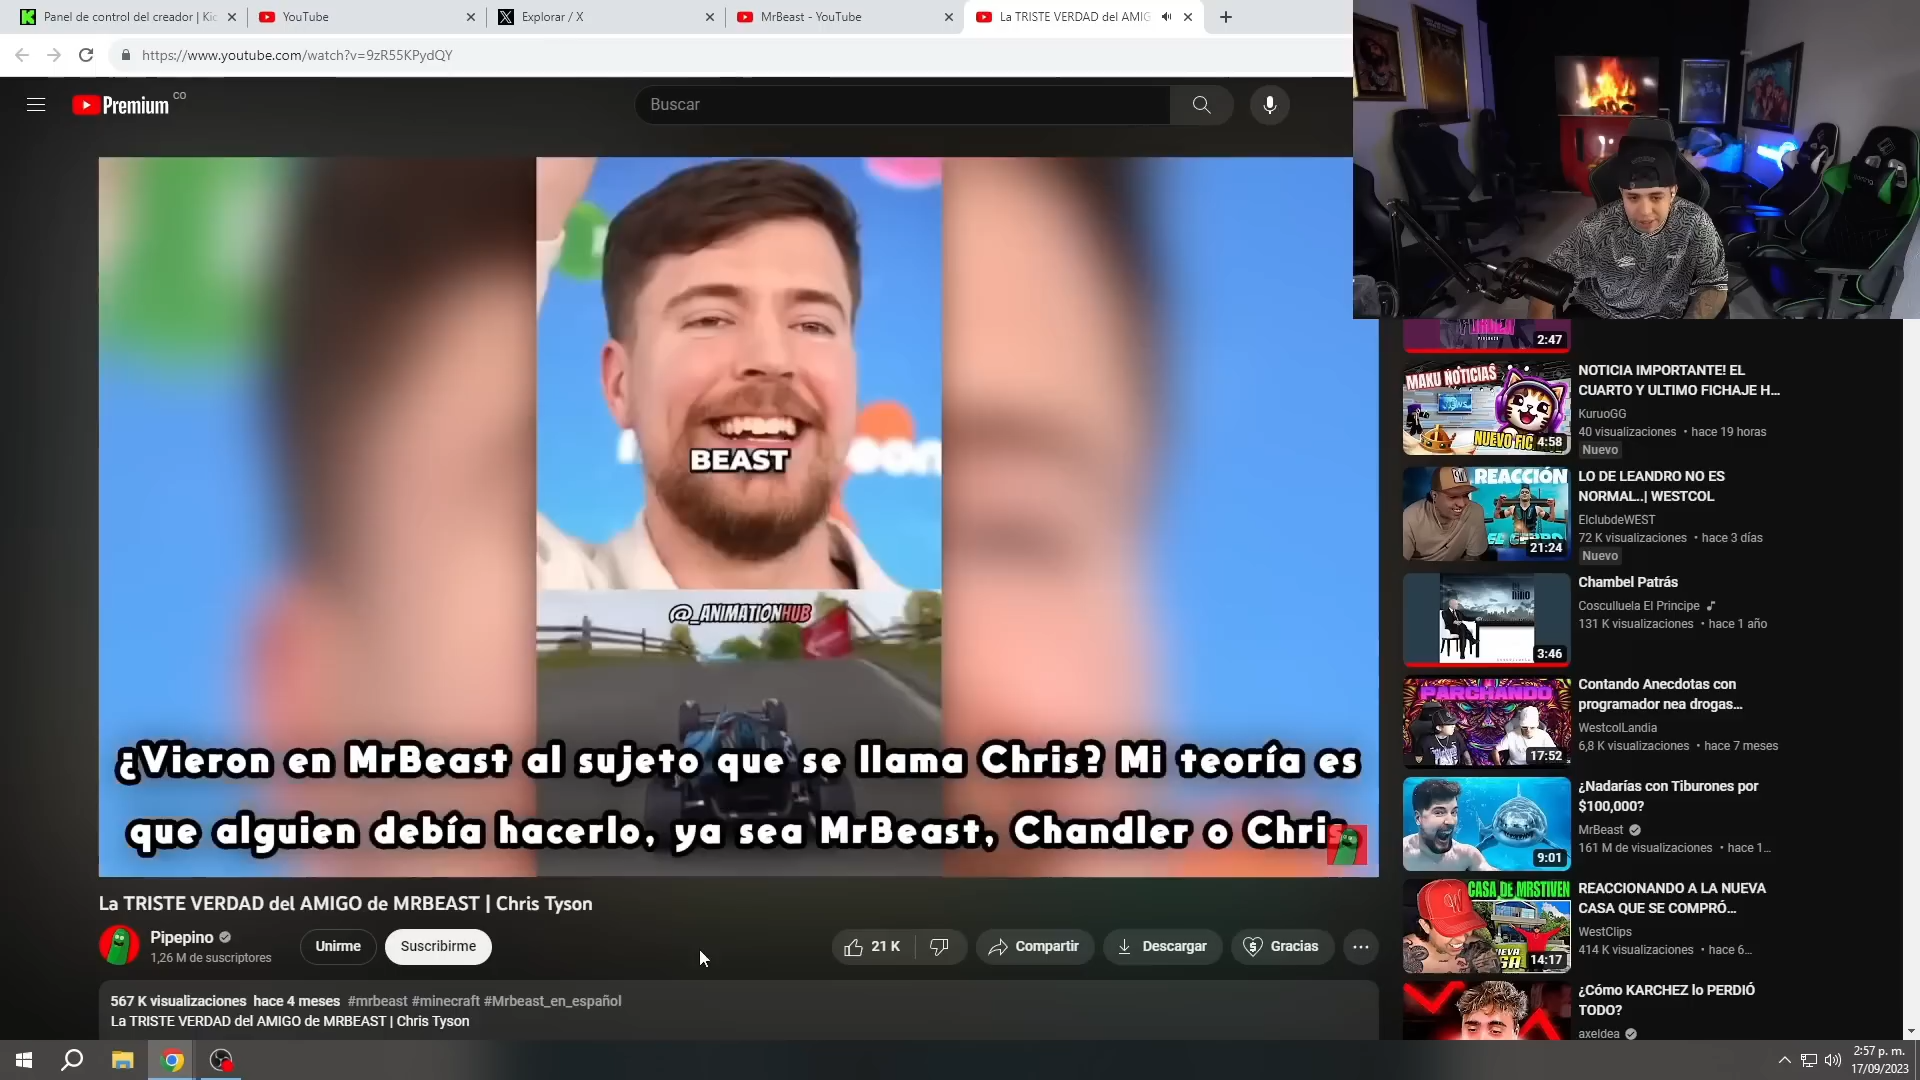 Panel de control del creador | Kic
YouTube
Explorar / X
MrBeast - YouTube
La TRISTE VERDAD del AMIG
https://www.youtube.com/watch?v=9zR55KPydQY
Premium
CO
Buscar
BEAST
@_ANIMATIONHUB
¿Vieron en MrBeast al sujeto que se llama Chris? Mi teoría es
que alguien debía hacerlo, ya sea MrBeast, Chandler o Chris
La TRISTE VERDAD del AMIGO de MRBEAST | Chris Tyson
Pipepino
1,26 M de suscriptores
Unirme
Suscribirme
21 K
Compartir
Descargar
Gracias
567 K visualizaciones hace 4 meses #mrbeast #minecraft #Mrbeast_en_español
La TRISTE VERDAD del AMIGO de MRBEAST | Chris Tyson
2:47
MAKU NOTICIAS
NEWS
NUEVO FIC
4:58
NOTICIA IMPORTANTE! EL
CUARTO Y ULTIMO FICHAJE H...
KuruoGG
40 visualizaciones • hace 19 horas
Nuevo
REACCIÓN
21:24
LO DE LEANDRO NO ES
NORMAL..| WESTCOL
ElclubdeWEST
72 K visualizaciones • hace 3 días
Nuevo
3:46
Chambel Patrás
Cosculluela El Principe
131 K visualizaciones • hace 1 año
PARCHANDO
17:52
Contando Anecdotas con
programador nea drogas...
WestcolLandia
6,8 K visualizaciones • hace 7 meses
9:01
¿Nadarías con Tiburones por
$100,000?
MrBeast
161 M de visualizaciones • hace 1...
CASA DE MRSTIVEN
14:17
REACCIONANDO A LA NUEVA
CASA QUE SE COMPRÓ...
WestClips
414 K visualizaciones • hace 6...
¿Cómo KARCHEZ lo PERDIÓ
TODO?
axeldea
2:57 p. m.
17/09/2023